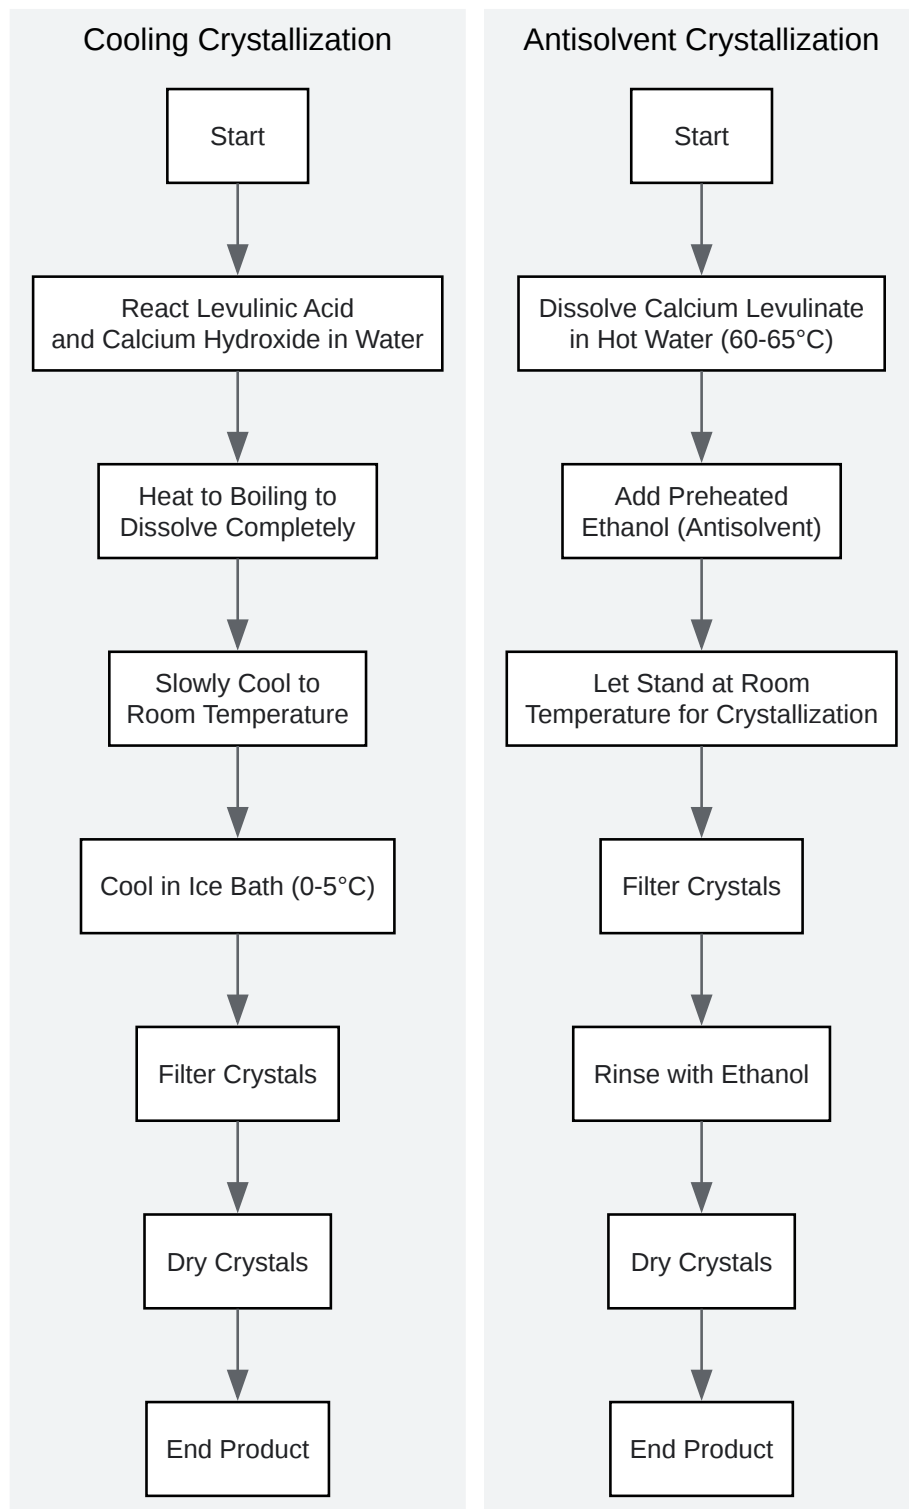 Cooling Crystallization
Start
React Levulinic Acid
and Calcium Hydroxide in Water
Heat to Boiling to
Dissolve Completely
Slowly Cool to
Room Temperature
Cool in Ice Bath (0-5°C)
Filter Crystals
Dry Crystals
End Product
Antisolvent Crystallization
Start
Dissolve Calcium Levulinate
in Hot Water (60-65°C)
Add Preheated
Ethanol (Antisolvent)
Let Stand at Room
Temperature for Crystallization
Filter Crystals
Rinse with Ethanol
Dry Crystals
End Product